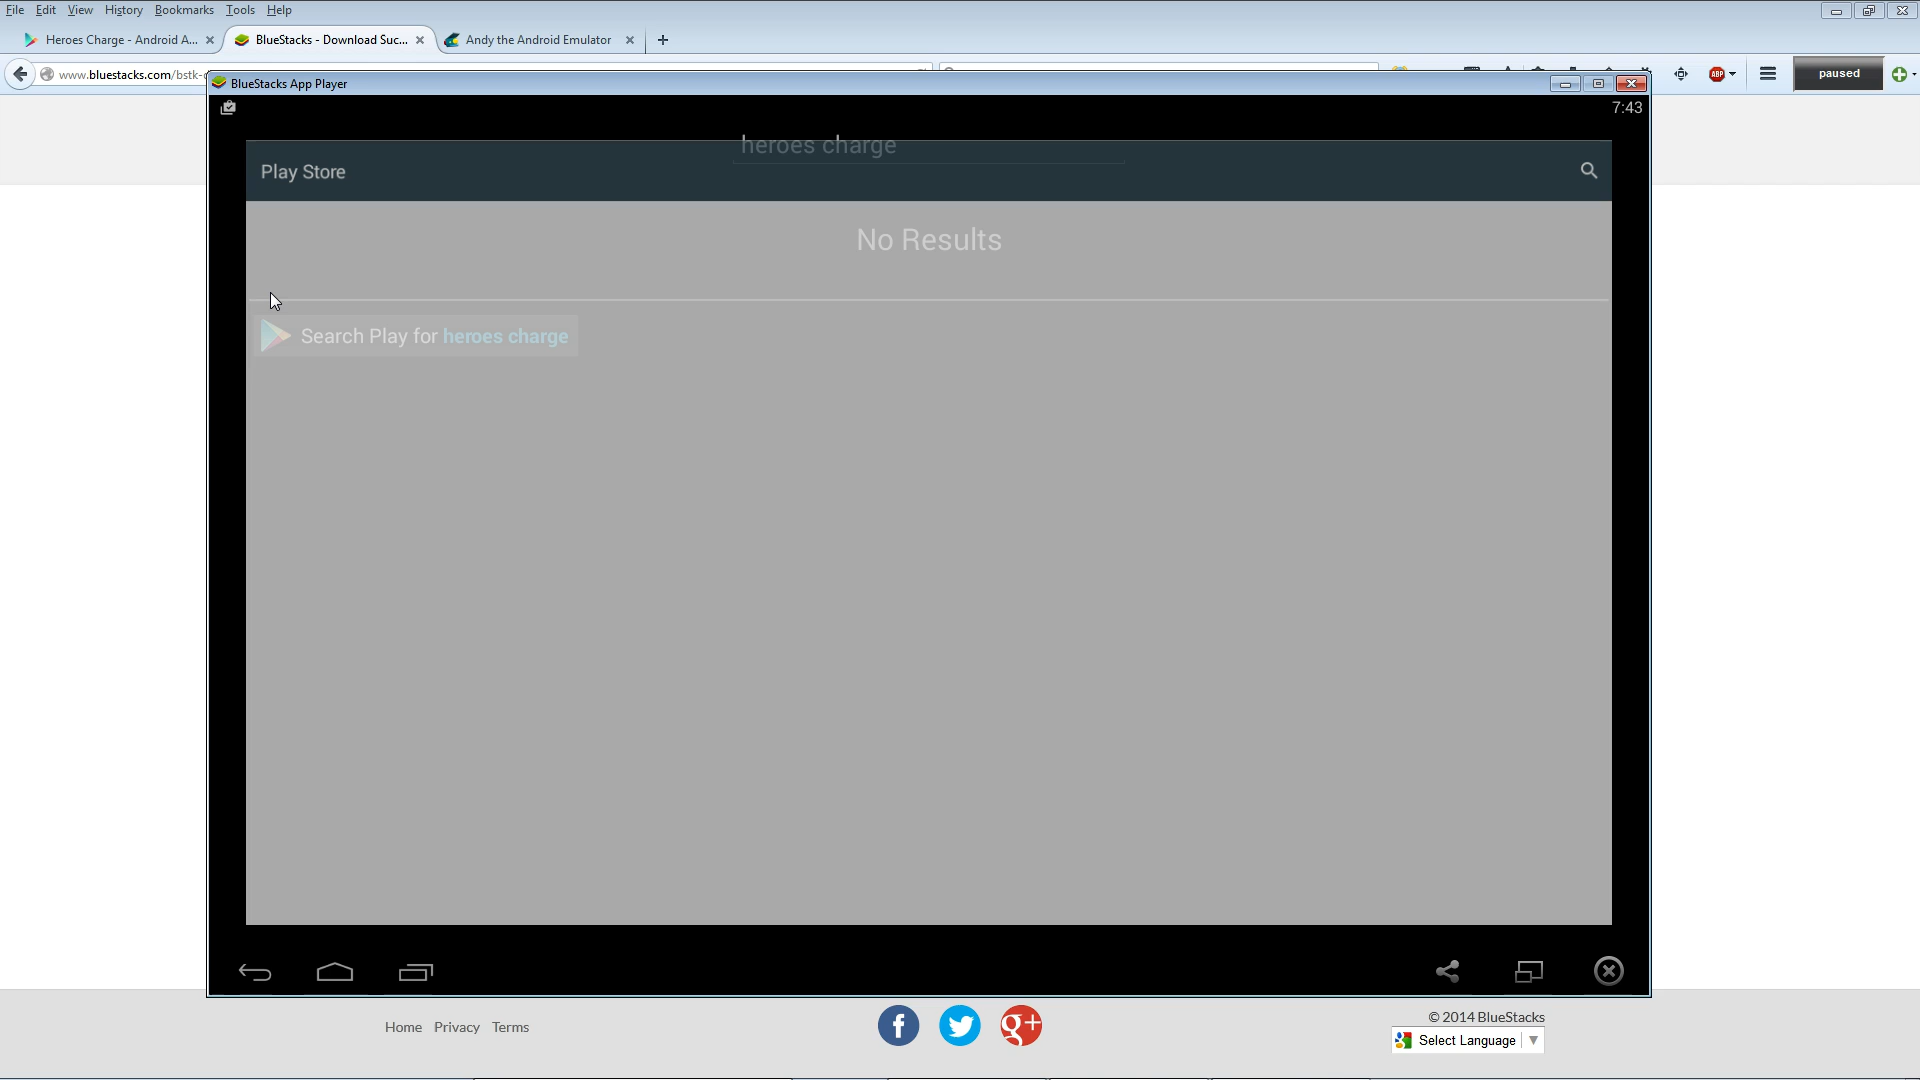 File Edit View History Bookmarks Tools Help
Heroes Charge - Android A... BlueStacks - Download Suc... Andy the Android Emulator
www.bluestacks.com/bstk-
ABP paused
BlueStacks App Player
7:43
heroes charge
Play Store
No Results
Search Play for heroes charge
Home Privacy Terms
f g+
© 2014 BlueStacks
Select Language